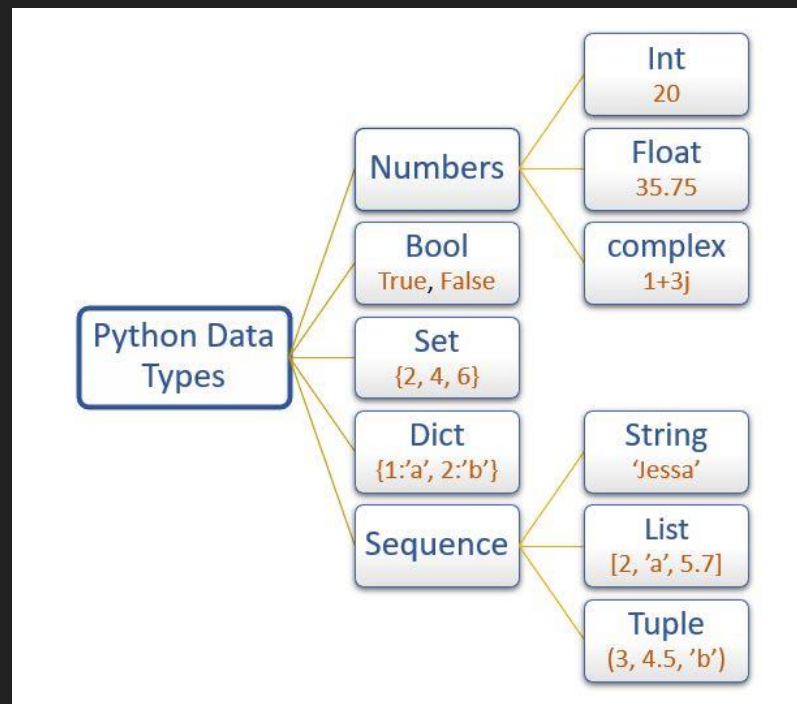 Python Data
Types
Numbers
Int
20
Float
35.75
complex
1+3j
Bool
True, False
Set
{2, 4, 6}
Dict
{1:’a’, 2:’b’}
Sequence
String
‘Jessa’
List
[2, ’a’, 5.7]
Tuple
(3, 4.5, ’b’)